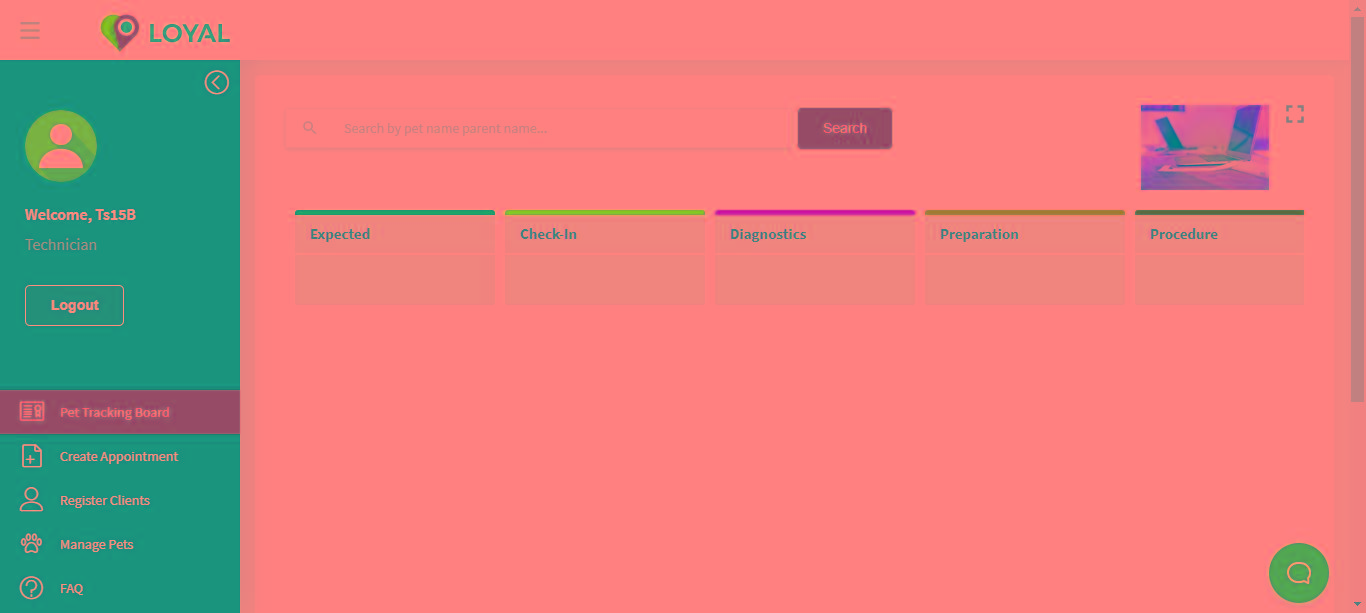 LOYAL
Search by pet name parent name...
Search
Welcome, Ts15B
Technician
Logout
Expected
Check-In
Diagnostics
Preparation
Procedure
Pet Tracking Board
Create Appointment
Register Clients
Manage Pets
FAQ